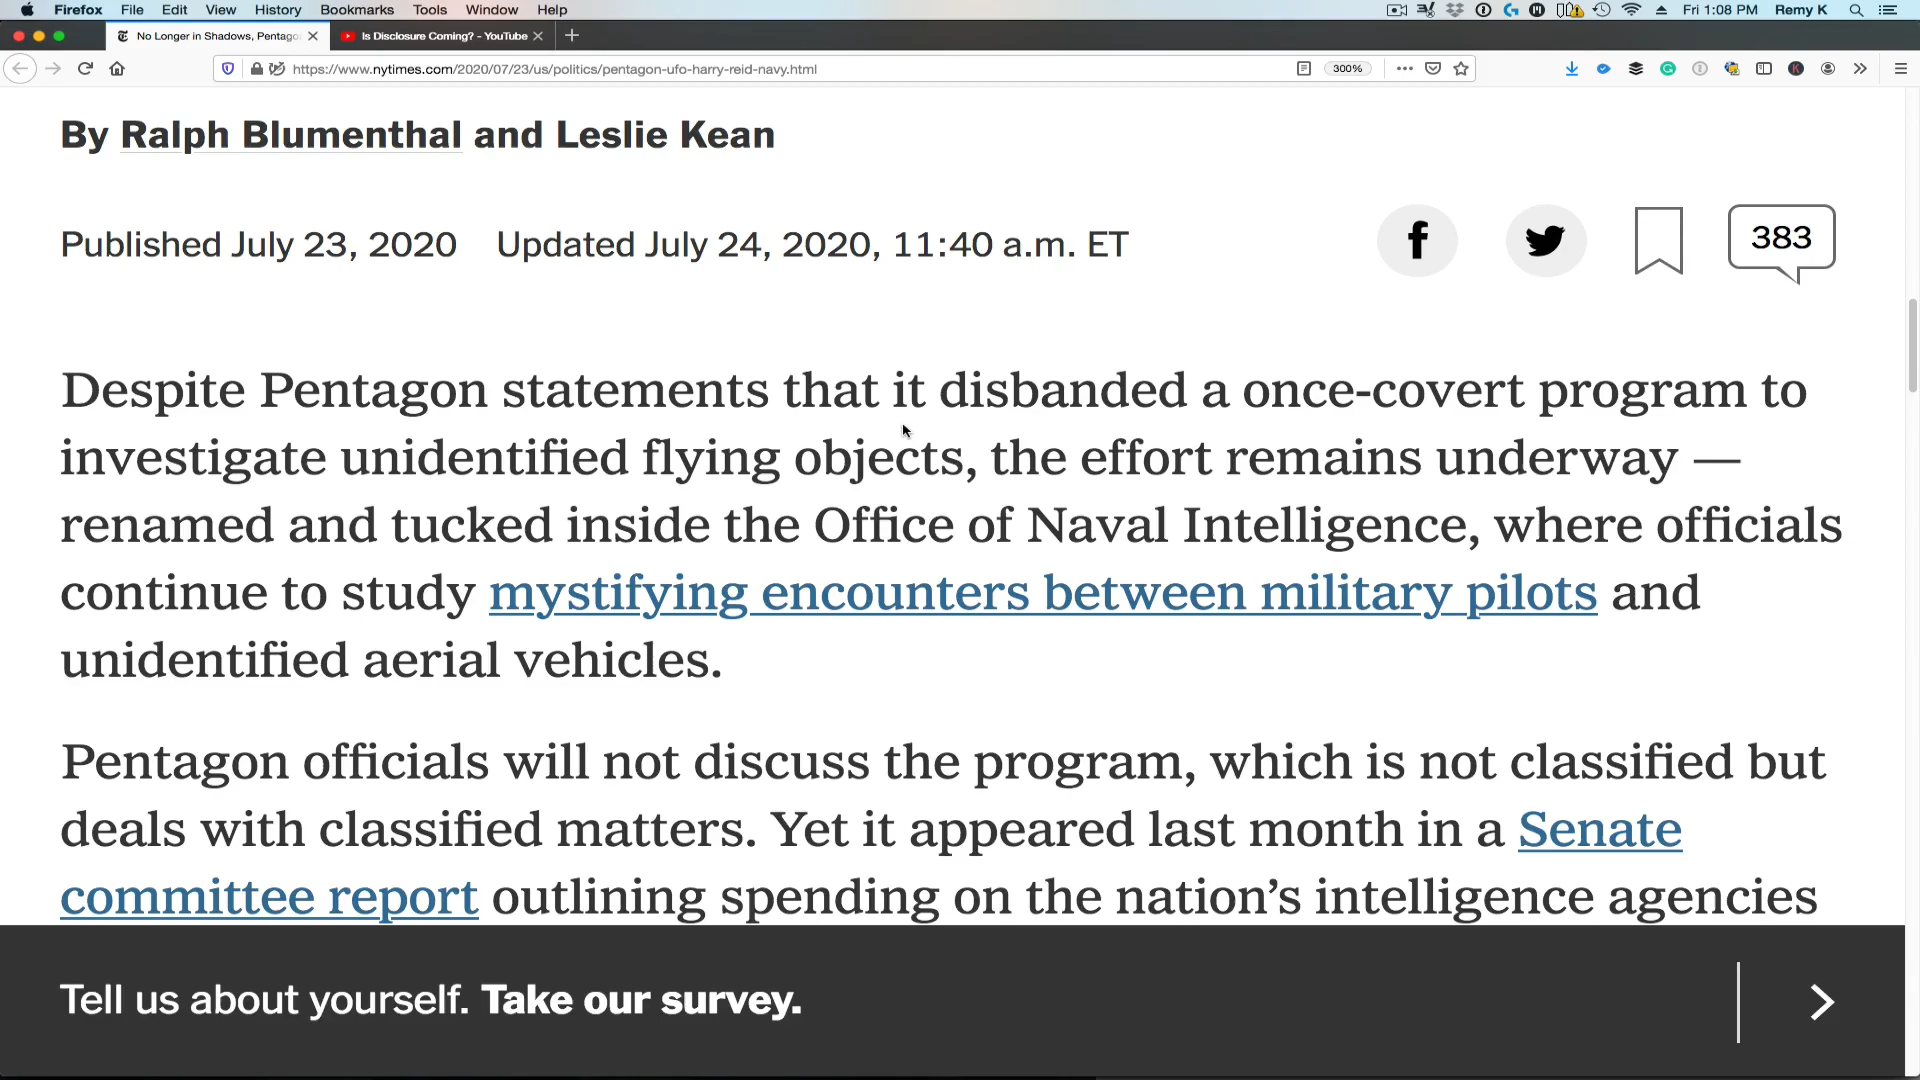 Firefox File Edit View History Bookmarks Tools Window Help Fri 1:08 PM Remy K
No Longer in Shadows, Pentago Is Disclosure Coming? - YouTube
https://www.nytimes.com/2020/07/23/us/politics/pentagon-ufo-harry-reid-navy.html 300%
By Ralph Blumenthal and Leslie Kean
Published July 23, 2020 Updated July 24, 2020, 11:40 a.m. ET 383
Despite Pentagon statements that it disbanded a once-covert program to
investigate unidentified flying objects, the effort remains underway —
renamed and tucked inside the Office of Naval Intelligence, where officials
continue to study mystifying encounters between military pilots and
unidentified aerial vehicles.
Pentagon officials will not discuss the program, which is not classified but
deals with classified matters. Yet it appeared last month in a Senate
committee report outlining spending on the nation’s intelligence agencies
Tell us about yourself. Take our survey.